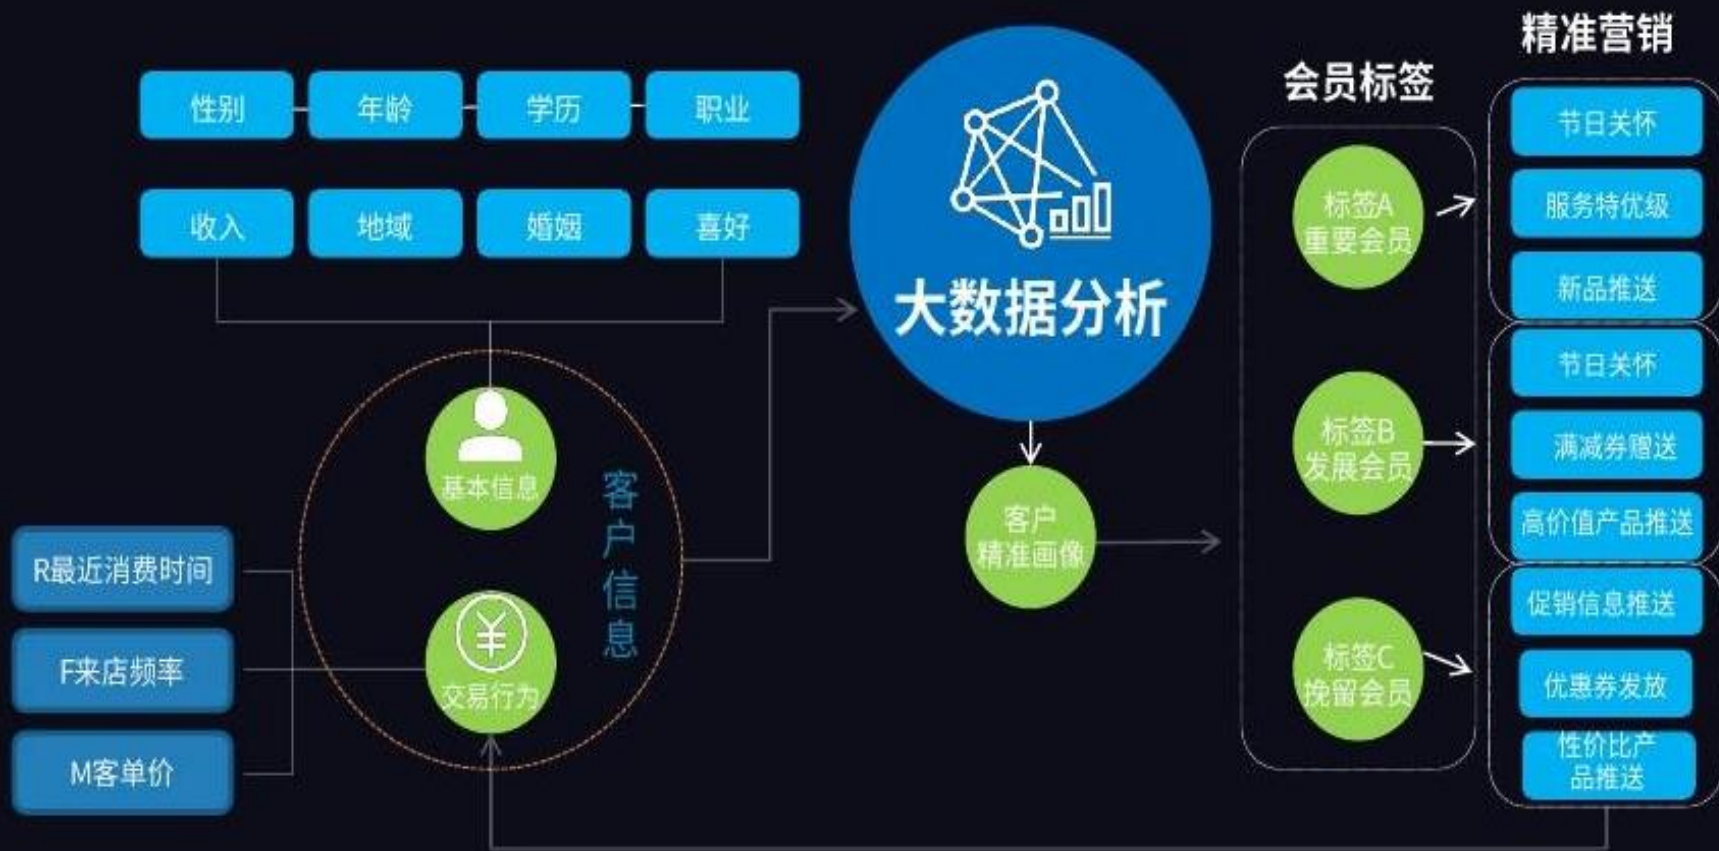 精准营销
会员标签
性别
年龄
学历
职业
收入
地域
婚姻
喜好
大数据分析
基本信息
客户信息
交易行为
R最近消费时间
F来店频率
M客单价
客户
精准画像
标签A
重要会员
标签B
发展会员
标签C
挽留会员
节日关怀
服务特优级
新品推送
节日关怀
满减券赠送
高价值产品推送
促销信息推送
优惠券发放
性价比产
品推送